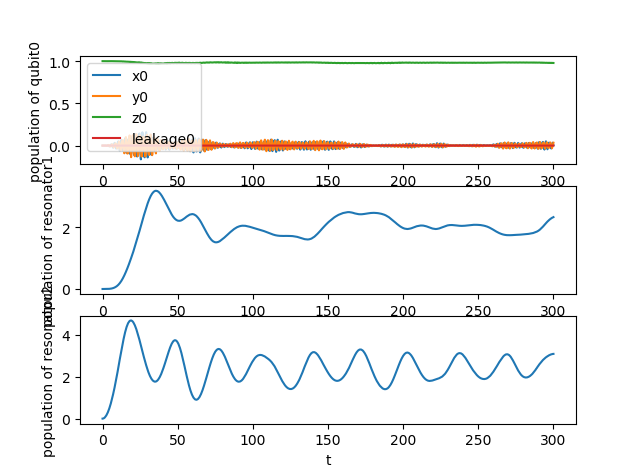 population of qubit0
1.0
0.5
0.0
x0
y0
z0
leakage0
0 50 100 150 200 250 300
population of resonator1
2
0
0 50 100 150 200 250 300
population of resonator2
4
2
0
0 50 100 150 200 250 300
t